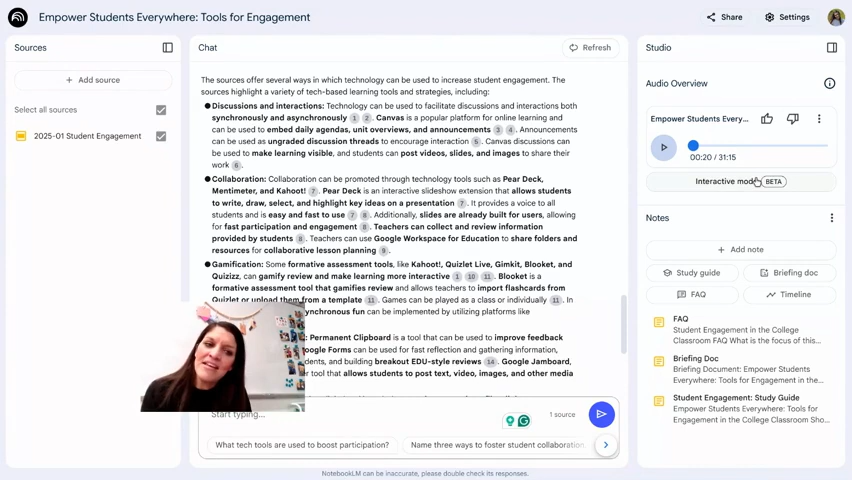 Empower Students Everywhere: Tools for Engagement
Share
Settings
Sources
Add source
Select all sources
2025-01 Student Engagement
Chat
Refresh
The sources offer several ways in which technology can be used to increase student engagement. The
sources highlight a variety of tech-based learning tools and strategies, including:
Discussions and interactions: Technology can be used to facilitate discussions and interactions both
synchronously and asynchronously 1 2. Canvas is a popular platform for online learning and
can be used to embed daily agendas, unit overviews, and announcements 3 4. Announcements
can be used as ungraded discussion threads to encourage interaction 5. Canvas discussions can
be used to make learning visible, and students can post videos, slides, and images to share their
work 6.
Collaboration: Collaboration can be promoted through technology tools such as Pear Deck,
Mentimeter, and Kahoot! 7. Pear Deck is an interactive slideshow extension that allows students
to write, draw, select, and highlight key ideas on a presentation 7. It provides a voice to all
students and is easy and fast to use 7 8. Additionally, slides are already built for users, allowing
for fast participation and engagement 8. Teachers can collect and review information
provided by students 8. Teachers can use Google Workspace for Education to share folders and
resources for collaborative lesson planning 9.
Gamification: Some formative assessment tools, like Kahoot!, Quizlet Live, Gimkit, Blooket, and
Quizizz, can gamify review and make learning more interactive 1 10 11. Blooket is a
formative assessment tool that gamifies review and allows teachers to import flashcards from
Quizlet or upload them from a template 11. Games can be played as a class or individually 11. In
synchronous fun can be implemented by utilizing platforms like
Permanent Clipboard is a tool that can be used to improve feedback
Google Forms can be used for fast reflection and gathering information,
and building breakout EDU-style reviews 14. Google Jamboard,
tool that allows students to post text, video, images, and other media
Start typing...
1 source
What tech tools are used to boost participation?
Name three ways to foster student collaboration.
NotebookLM can be inaccurate, please double check its responses.
Studio
Audio Overview
Empower Students Every...
00:20 / 31:15
Interactive mode BETA
Notes
Add note
Study guide
Briefing doc
FAQ
Timeline
FAQ
Student Engagement in the College
Classroom FAQ What is the focus of this...
Briefing Doc
Briefing Document: Empower Students
Everywhere: Tools for Engagement in the...
Student Engagement: Study Guide
Empower Students Everywhere: Tools for
Engagement in the College Classroom Sho...